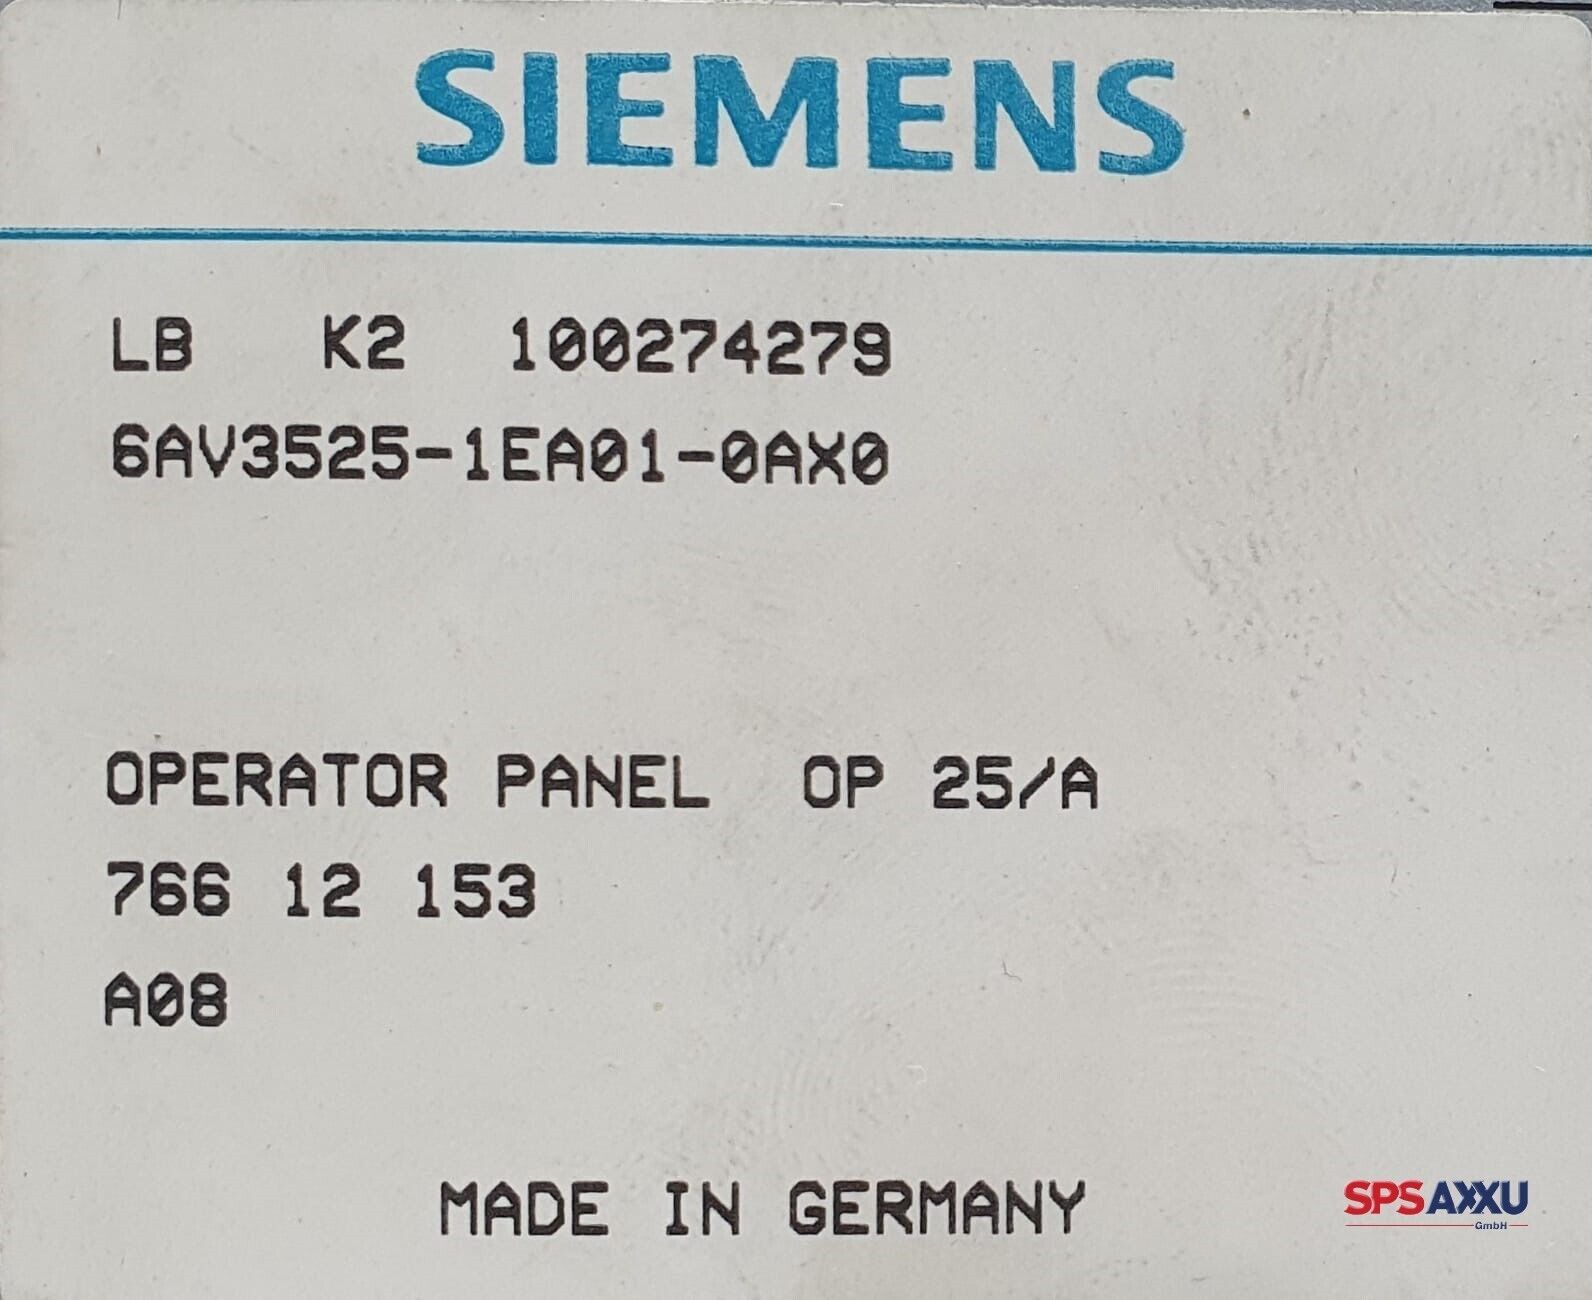 SIEMENS
LB K2 100274279
6AV3525-1EA01-0AX0
OPERATOR PANEL OP 25/A
766 12 153
A08
MADE IN GERMANY
SPSAXXU
GmbH